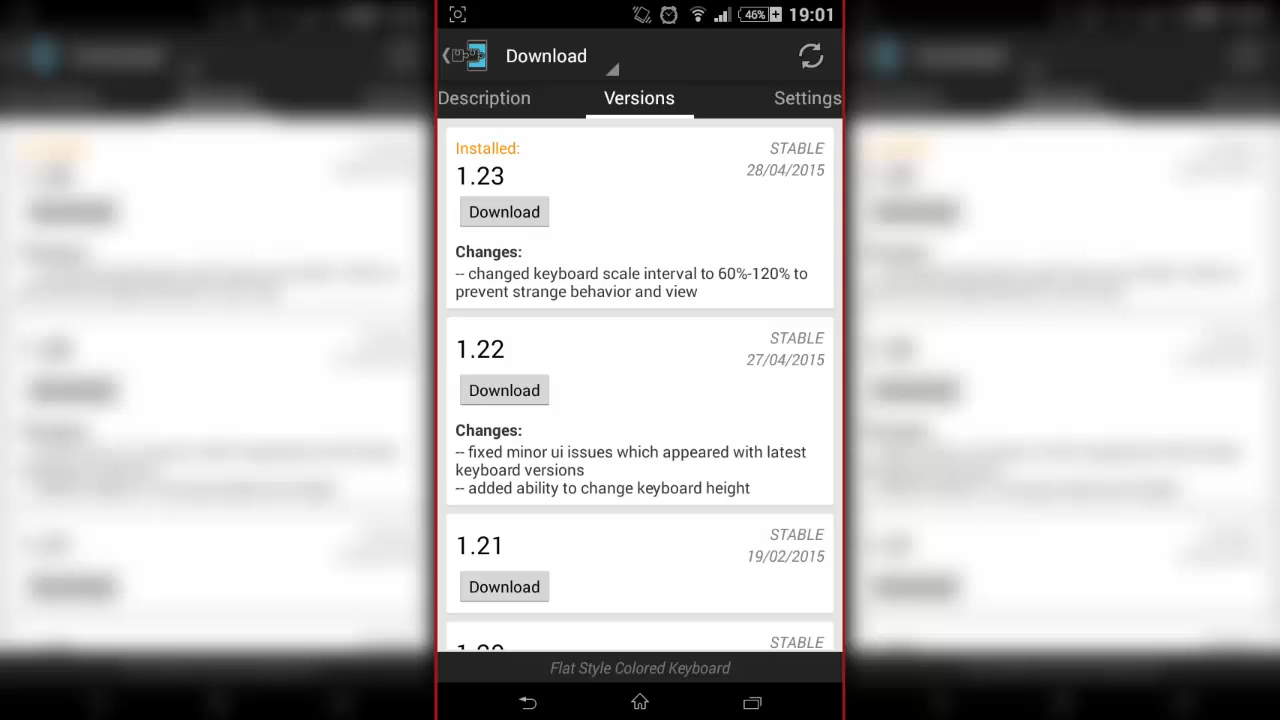 46% 19:01
Download
Description Versions Settings
Installed: STABLE
1.23 28/04/2015
Download
Changes:
-- changed keyboard scale interval to 60%-120% to
prevent strange behavior and view
1.22 STABLE
27/04/2015
Download
Changes:
-- fixed minor ui issues which appeared with latest
keyboard versions
-- added ability to change keyboard height
1.21 STABLE
19/02/2015
Download
STABLE
Flat Style Colored Keyboard